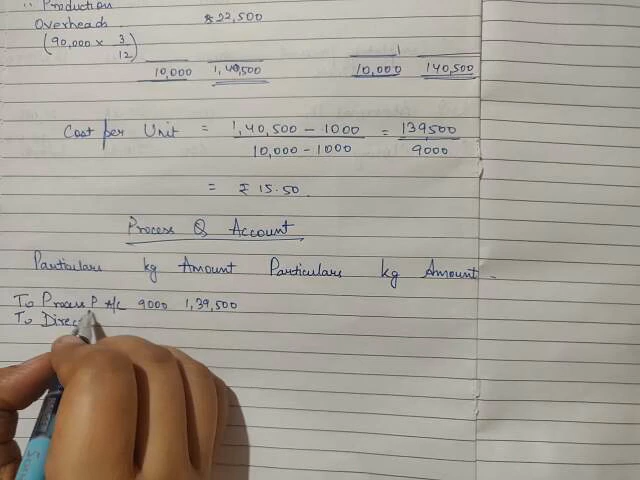 Production
Overheads ₹22,500
(90,000 × 3/12)
10,000 1,40,500 10,000 140,500
Cost per Unit = 1,40,500 - 1000 / 10,000 - 1000 = 139500 / 9000
= ₹ 15.50
Process Q Account
Particulars kg Amount Particulars kg Amount
To Process P A/c 9000 1,39,500
To Direc